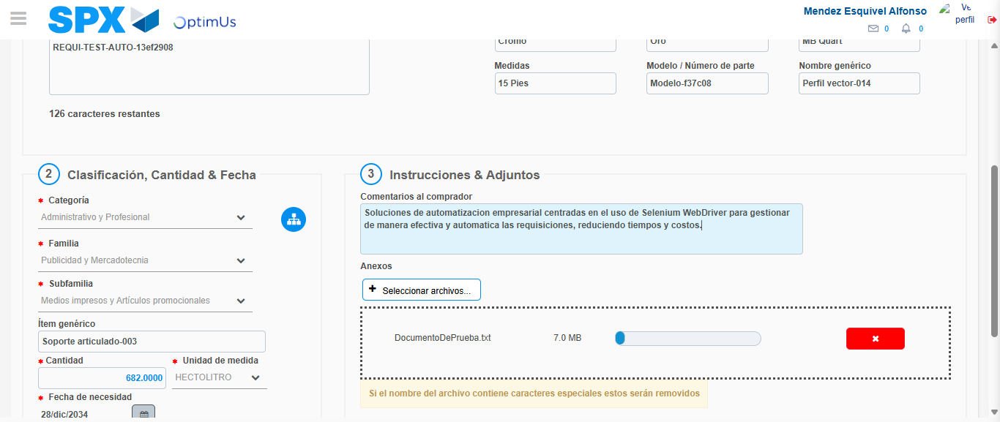 SPX
OptimUs
Mendez Esquivel Alfonso
0
0
Ve
perfil
REQUI-TEST-AUTO-13ef2908
126 caracteres restantes
Cromo
Oro
MB Quart
Medidas
Modelo / Número de parte
Nombre genérico
15 Pies
Modelo-f37c08
Perfil vector-014
2
Clasificación, Cantidad & Fecha
* Categoría
Administrativo y Profesional
* Familia
Publicidad y Mercadotecnia
* Subfamilia
Medios impresos y Artículos promocionales
Ítem genérico
Soporte articulado-003
* Cantidad
* Unidad de medida
682.0000
HECTOLITRO
* Fecha de necesidad
28/dic/2034
3
Instrucciones & Adjuntos
Comentarios al comprador
Soluciones de automatizacion empresarial centradas en el uso de Selenium WebDriver para gestionar
de manera efectiva y automatica las requisiciones, reduciendo tiempos y costos.
Anexos
+ Seleccionar archivos...
DocumentoDePrueba.txt
7.0 MB
Si el nombre del archivo contiene caracteres especiales estos serán removidos